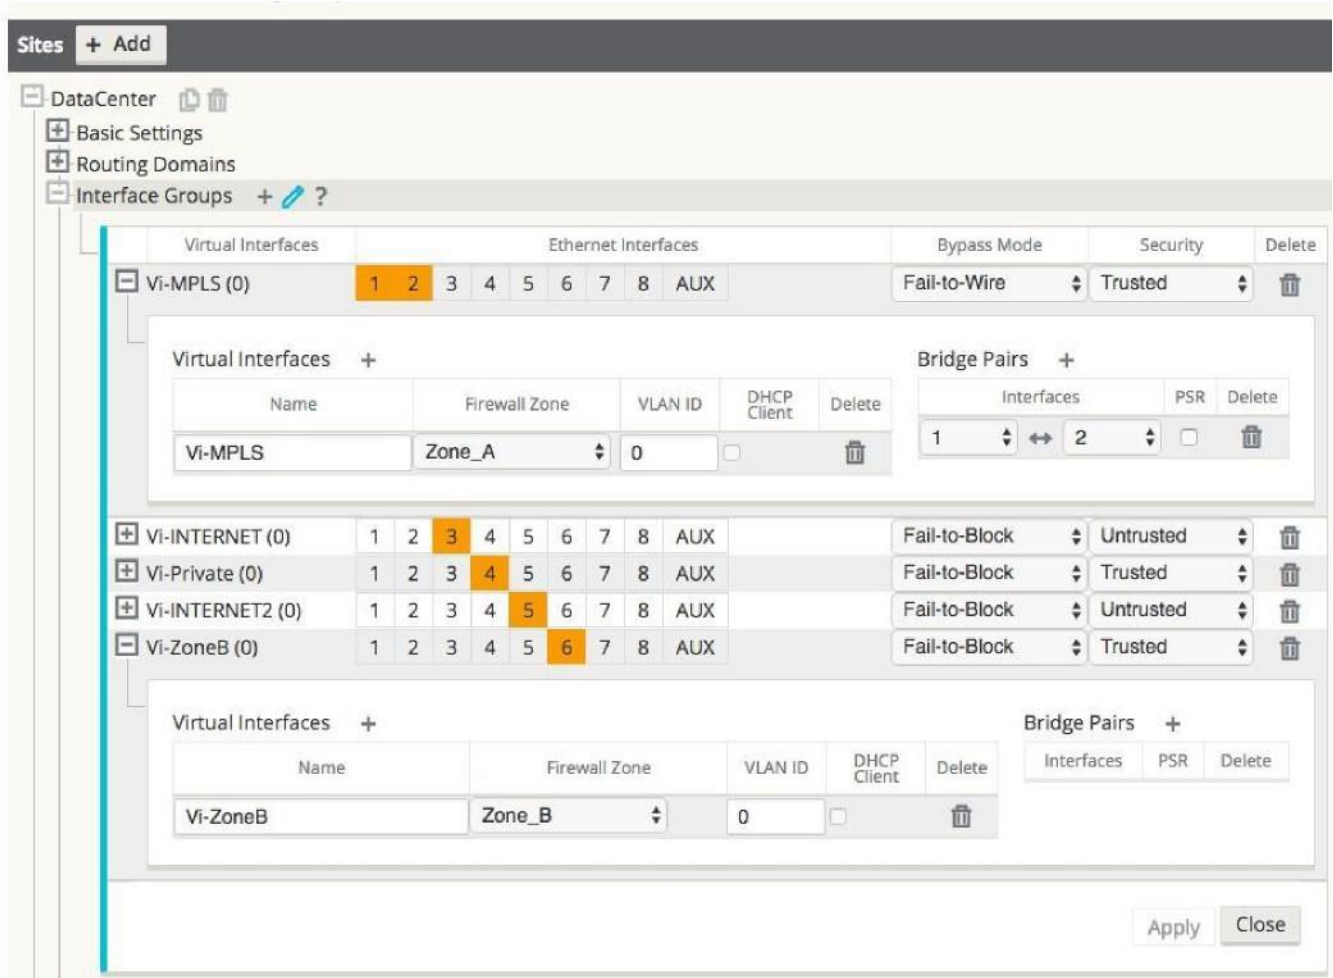 Sites + Add
DataCenter
Basic Settings
Routing Domains
Interface Groups + ?
Virtual Interfaces Ethernet Interfaces Bypass Mode Security Delete
Vi-MPLS (0) 1 2 3 4 5 6 7 8 AUX Fail-to-Wire Trusted
Virtual Interfaces + Bridge Pairs +
Name Firewall Zone VLAN ID DHCP Client Delete Interfaces PSR Delete
Vi-MPLS Zone_A 0 1 ↔ 2
Vi-INTERNET (0) 1 2 3 4 5 6 7 8 AUX Fail-to-Block Untrusted
Vi-Private (0) 1 2 3 4 5 6 7 8 AUX Fail-to-Block Trusted
Vi-INTERNET2 (0) 1 2 3 4 5 6 7 8 AUX Fail-to-Block Untrusted
Vi-ZoneB (0) 1 2 3 4 5 6 7 8 AUX Fail-to-Block Trusted
Virtual Interfaces + Bridge Pairs +
Name Firewall Zone VLAN ID DHCP Client Delete Interfaces PSR Delete
Vi-ZoneB Zone_B 0
Apply Close